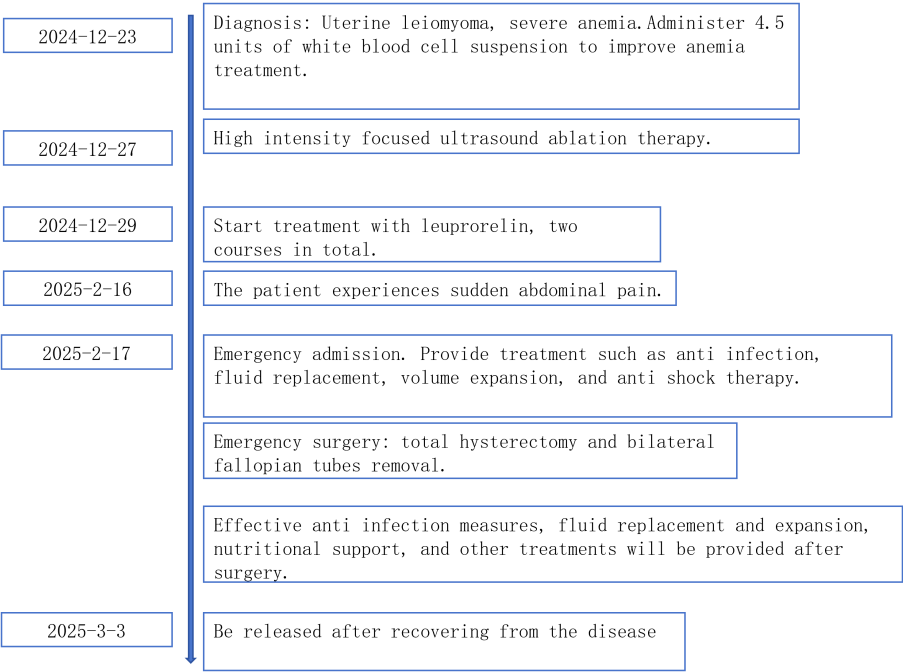 2024-12-23
Diagnosis: Uterine leiomyoma, severe anemia.Administer 4.5
units of white blood cell suspension to improve anemia
treatment.
2024-12-27
High intensity focused ultrasound ablation therapy.
2024-12-29
Start treatment with leuprorelin, two
courses in total.
2025-2-16
The patient experiences sudden abdominal pain.
2025-2-17
Emergency admission. Provide treatment such as anti infection,
fluid replacement, volume expansion, and anti shock therapy.
Emergency surgery: total hysterectomy and bilateral
fallopian tubes removal.
Effective anti infection measures, fluid replacement and expansion,
nutritional support, and other treatments will be provided after
surgery.
2025-3-3
Be released after recovering from the disease